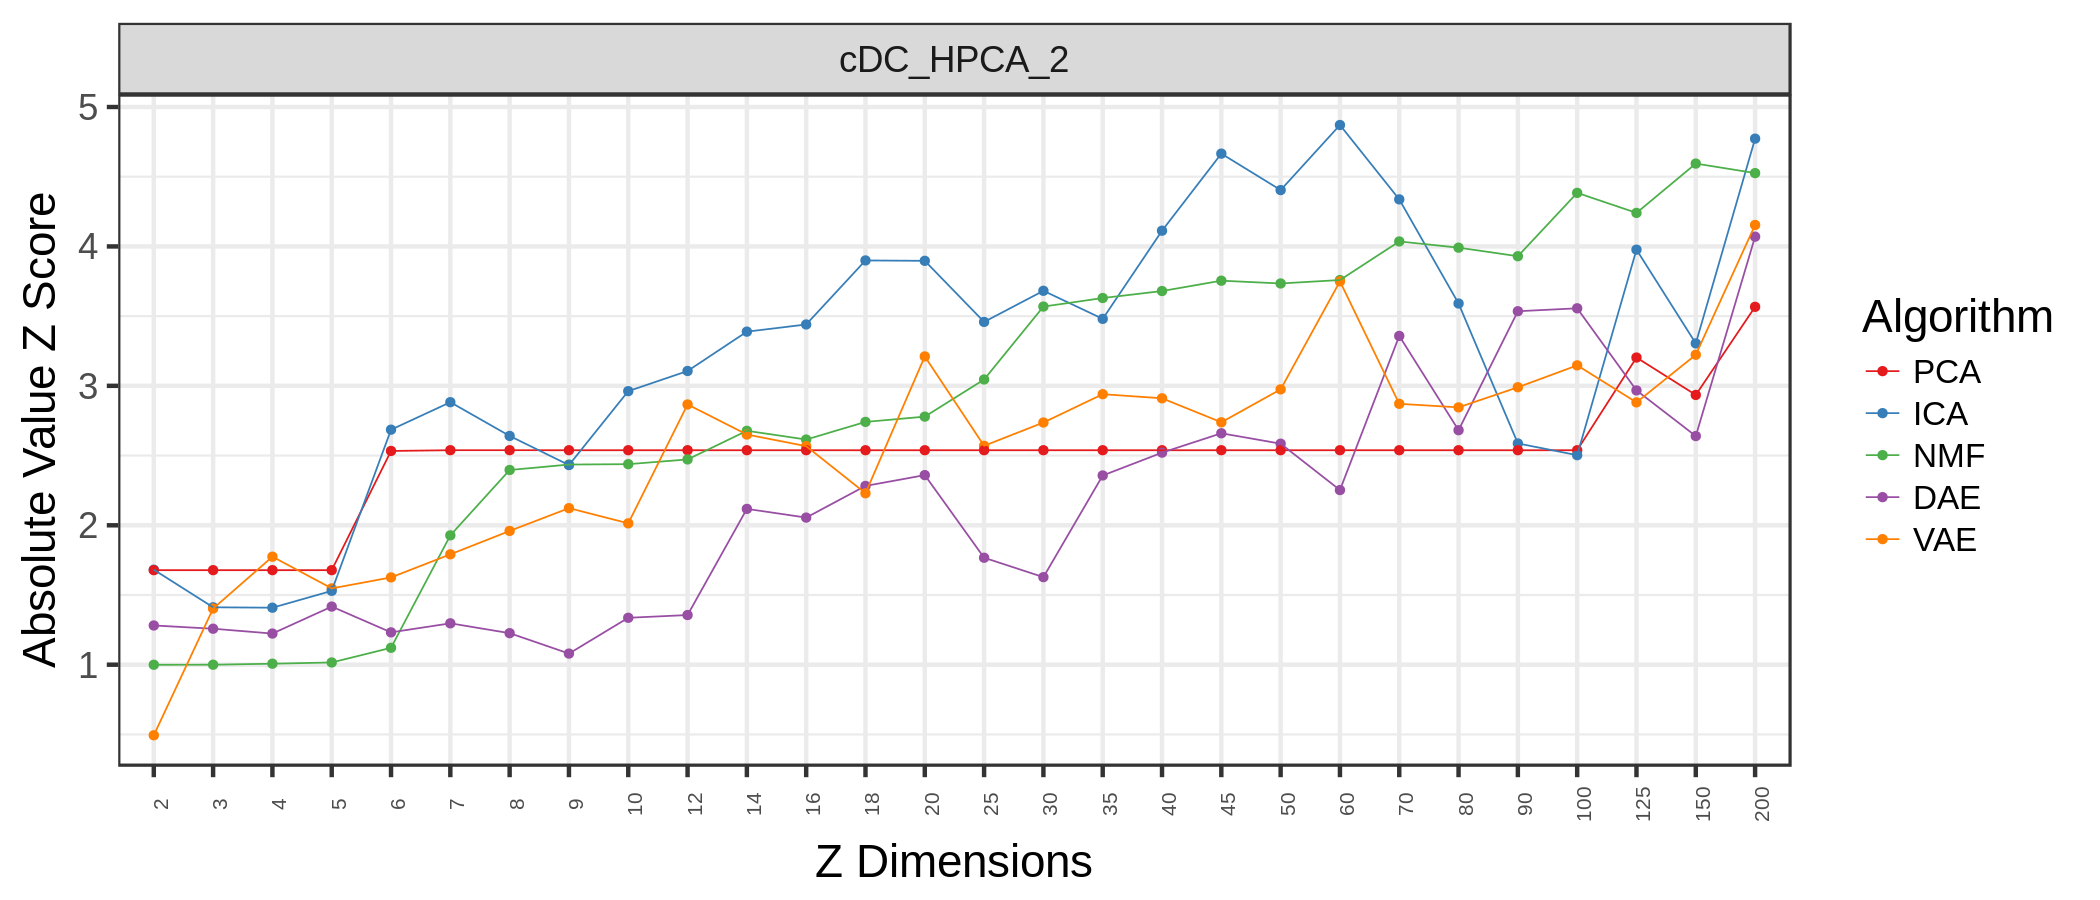 cDC_HPCA_2
Absolute Value Z Score
5
4
3
2
1
2 3 4 5 6 7 8 9 10 12 14 16 18 20 25 30 35 40 45 50 60 70 80 90 100 125 150 200
Z Dimensions
Algorithm
PCA
ICA
NMF
DAE
VAE